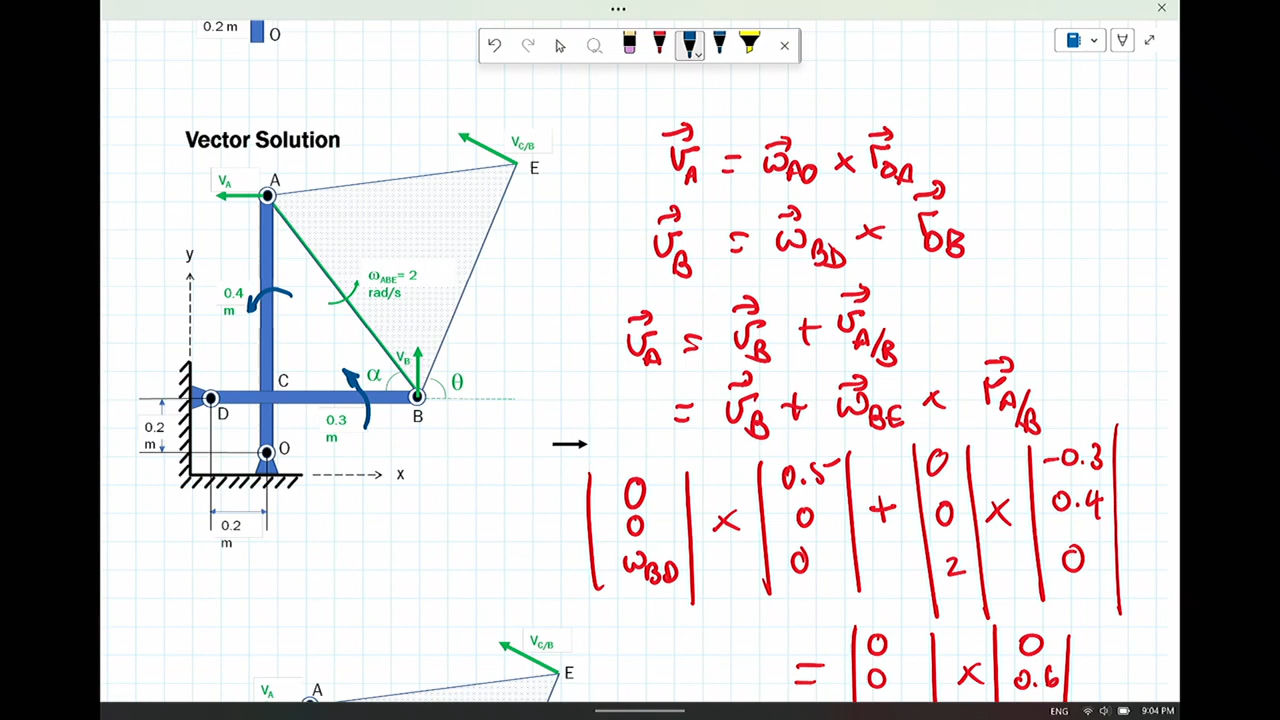 0.2 m
O
Vector Solution
V_C/B
E
V_A
A
y
ω_ABE = 2
rad/s
0.4
m
V_B
C
α
θ
D
B
0.2
m
0.3
m
O
x
0.2
m
v⃗_A = ω⃗_AO × r⃗_OA
v⃗_B = ω⃗_BD × r⃗_DB
v⃗_A = v⃗_B + v⃗_A/B
= v⃗_B + ω⃗_BE × r⃗_A/B
|0 0 ω_BD| × |0.5 0 0| + |0 0 2| × |-0.3 0.4 0|
= |0 0 | × |0 0.6 |
V_C/B
E
V_A
A
ENG
9:04 PM